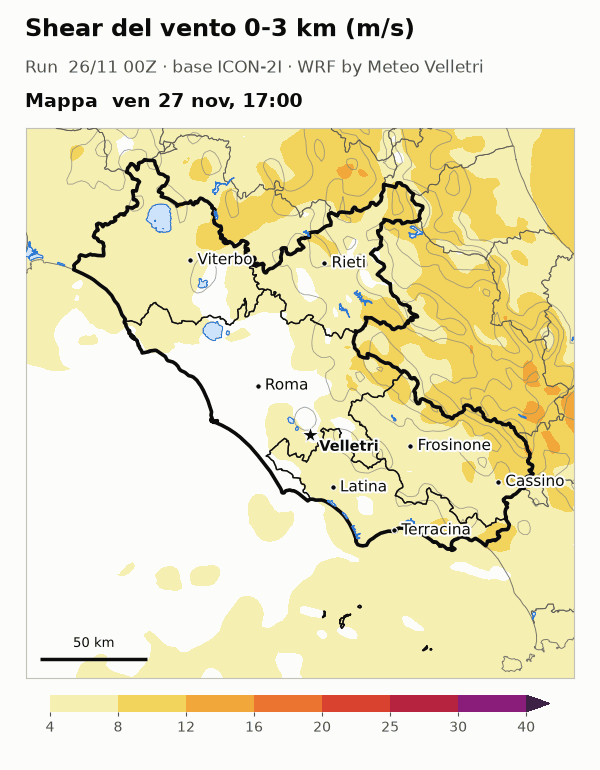 Shear del vento 0-3 km (m/s)
Run  26/11 00Z · base ICON-2I · WRF by Meteo Velletri
Mappa  ven 27 nov, 17:00
Viterbo
Rieti
Roma
Velletri
Frosinone
Latina
Cassino
Terracina
50 km
4 8 12 16 20 25 30 40